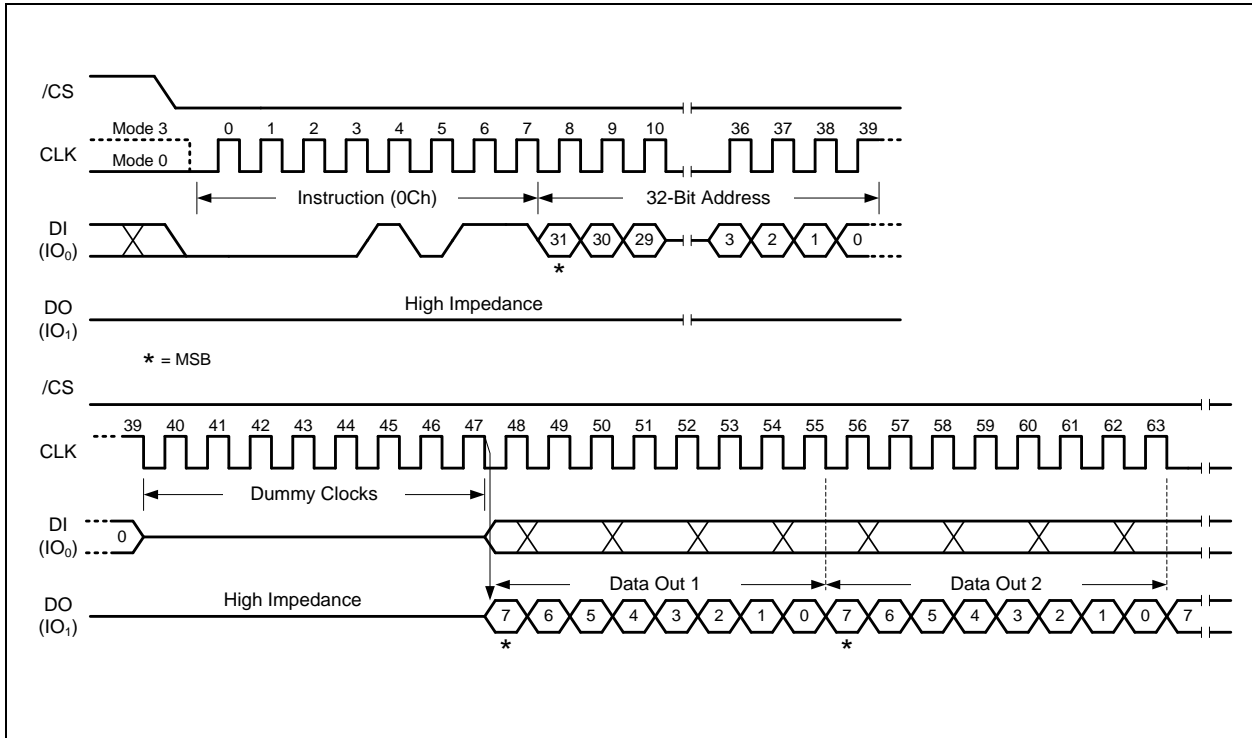 /CS
Mode 3 0 1 2 3 4 5 6 7 8 9 10 36 37 38 39
CLK Mode 0
Instruction (0Ch) 32-Bit Address
DI
(IO₀) 31 30 29 3 2 1 0
*
DO High Impedance
(IO₁)
* = MSB
/CS
39 40 41 42 43 44 45 46 47 48 49 50 51 52 53 54 55 56 57 58 59 60 61 62 63
CLK
Dummy Clocks
DI
(IO₀) 0
Data Out 1 Data Out 2
DO High Impedance
(IO₁) 7 6 5 4 3 2 1 0 7 6 5 4 3 2 1 0 7
* *